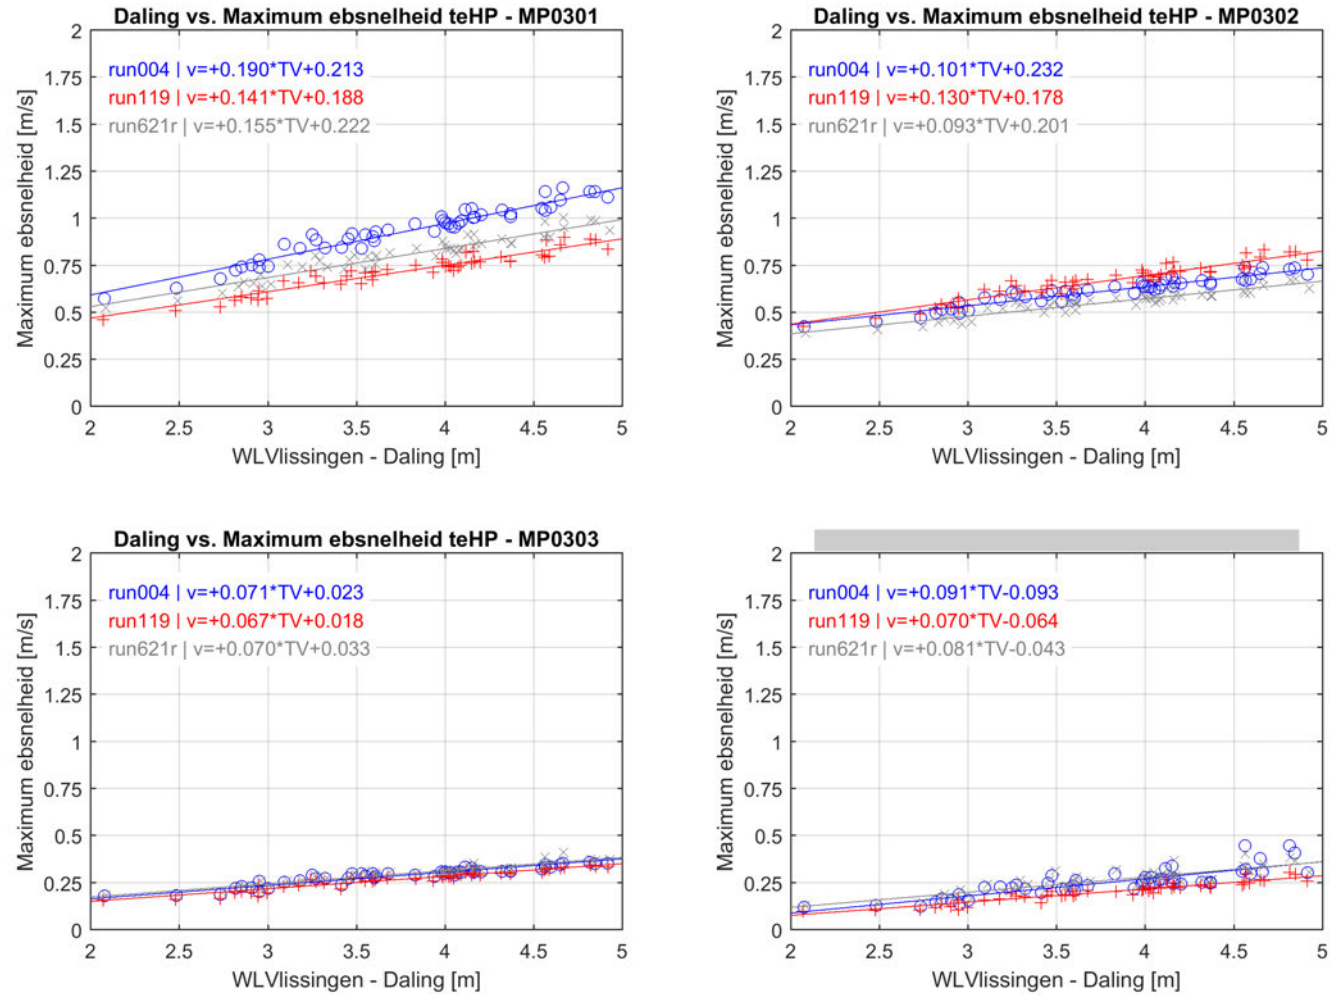 Daling vs. Maximum ebsnelheid teHP - MP0301
2
1.75
1.5
1.25
1
0.75
0.5
0.25
0
Maximum ebsnelheid [m/s]
run004 | v=+0.190*TV+0.213
run119 | v=+0.141*TV+0.188
run621r | v=+0.155*TV+0.222
2
2.5
3
3.5
4
4.5
5
WLVlissingen - Daling [m]
Daling vs. Maximum ebsnelheid teHP - MP0302
2
1.75
1.5
1.25
1
0.75
0.5
0.25
0
Maximum ebsnelheid [m/s]
run004 | v=+0.101*TV+0.232
run119 | v=+0.130*TV+0.178
run621r | v=+0.093*TV+0.201
2
2.5
3
3.5
4
4.5
5
WLVlissingen - Daling [m]
Daling vs. Maximum ebsnelheid teHP - MP0303
2
1.75
1.5
1.25
1
0.75
0.5
0.25
0
Maximum ebsnelheid [m/s]
run004 | v=+0.071*TV+0.023
run119 | v=+0.067*TV+0.018
run621r | v=+0.070*TV+0.033
2
2.5
3
3.5
4
4.5
5
WLVlissingen - Daling [m]
2
1.75
1.5
1.25
1
0.75
0.5
0.25
0
Maximum ebsnelheid [m/s]
run004 | v=+0.091*TV-0.093
run119 | v=+0.070*TV-0.064
run621r | v=+0.081*TV-0.043
2
2.5
3
3.5
4
4.5
5
WLVlissingen - Daling [m]